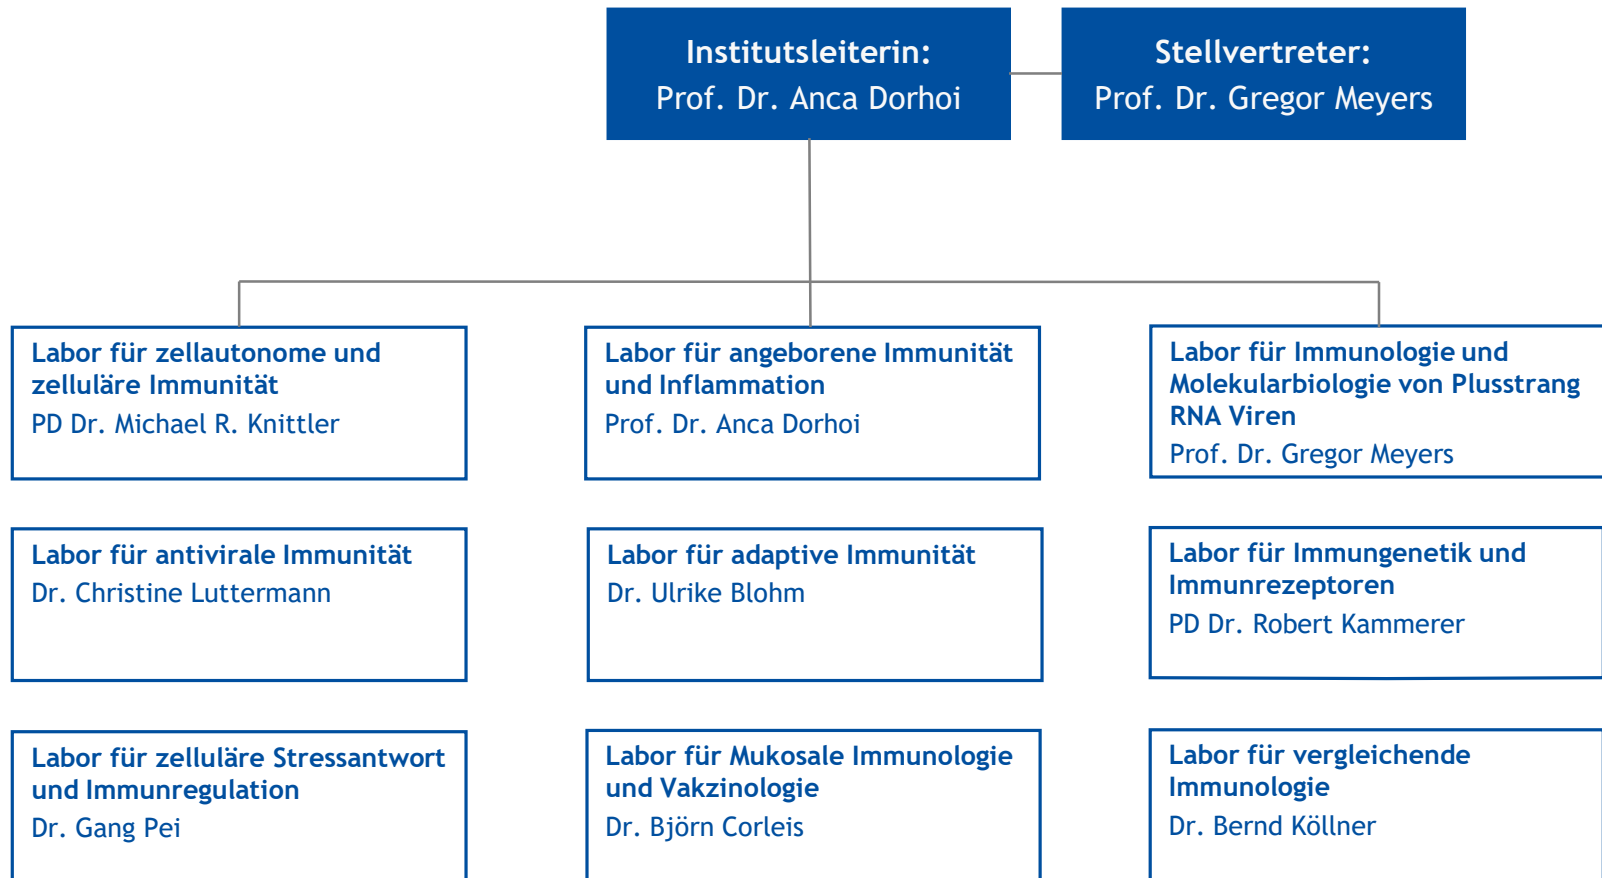 Institutsleiterin:
Prof. Dr. Anca Dorhoi
Stellvertreter:
Prof. Dr. Gregor Meyers
Labor für zellautonome und
zelluläre Immunität
PD Dr. Michael R. Knittler
Labor für angeborene Immunität
und Inflammation
Prof. Dr. Anca Dorhoi
Labor für Immunologie und
Molekularbiologie von Plusstrang
RNA Viren
Prof. Dr. Gregor Meyers
Labor für antivirale Immunität
Dr. Christine Luttermann
Labor für adaptive Immunität
Dr. Ulrike Blohm
Labor für Immungenetik und
Immunrezeptoren
PD Dr. Robert Kammerer
Labor für zelluläre Stressantwort
und Immunregulation
Dr. Gang Pei
Labor für Mukosale Immunologie
und Vakzinologie
Dr. Björn Corleis
Labor für vergleichende
Immunologie
Dr. Bernd Köllner